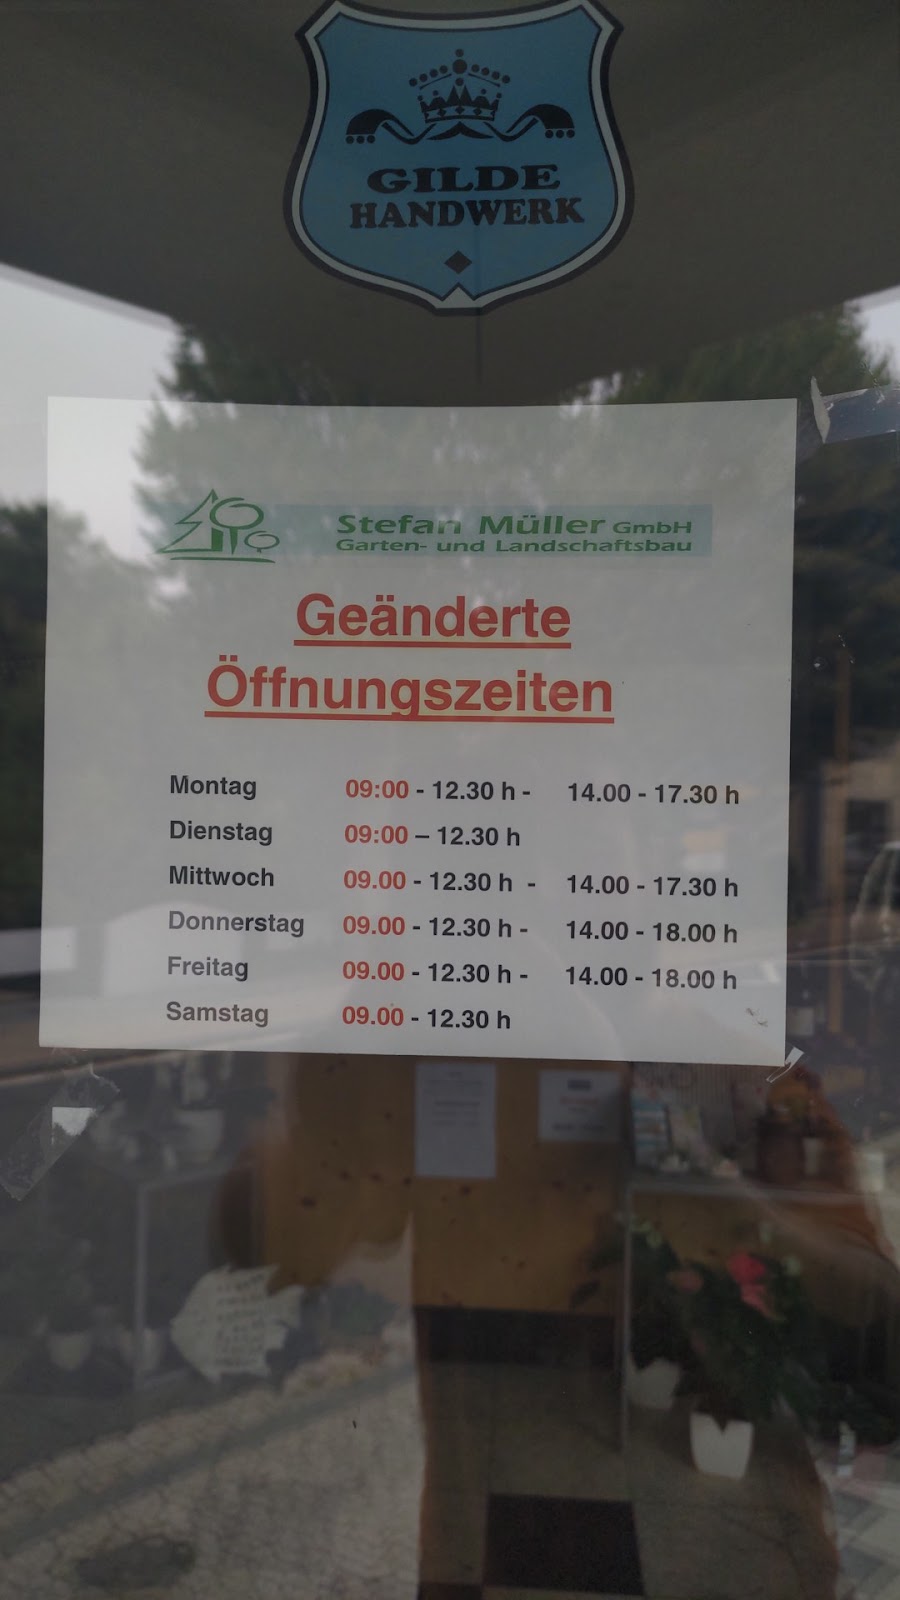 GILDE
HANDWERK
Stefan Müller GmbH
Garten- und Landschaftsbau
Geänderte
Öffnungszeiten
Montag 09:00 - 12.30 h - 14.00 - 17.30 h
Dienstag 09:00 – 12.30 h
Mittwoch 09.00 - 12.30 h - 14.00 - 17.30 h
Donnerstag 09.00 - 12.30 h - 14.00 - 18.00 h
Freitag 09.00 - 12.30 h - 14.00 - 18.00 h
Samstag 09.00 - 12.30 h